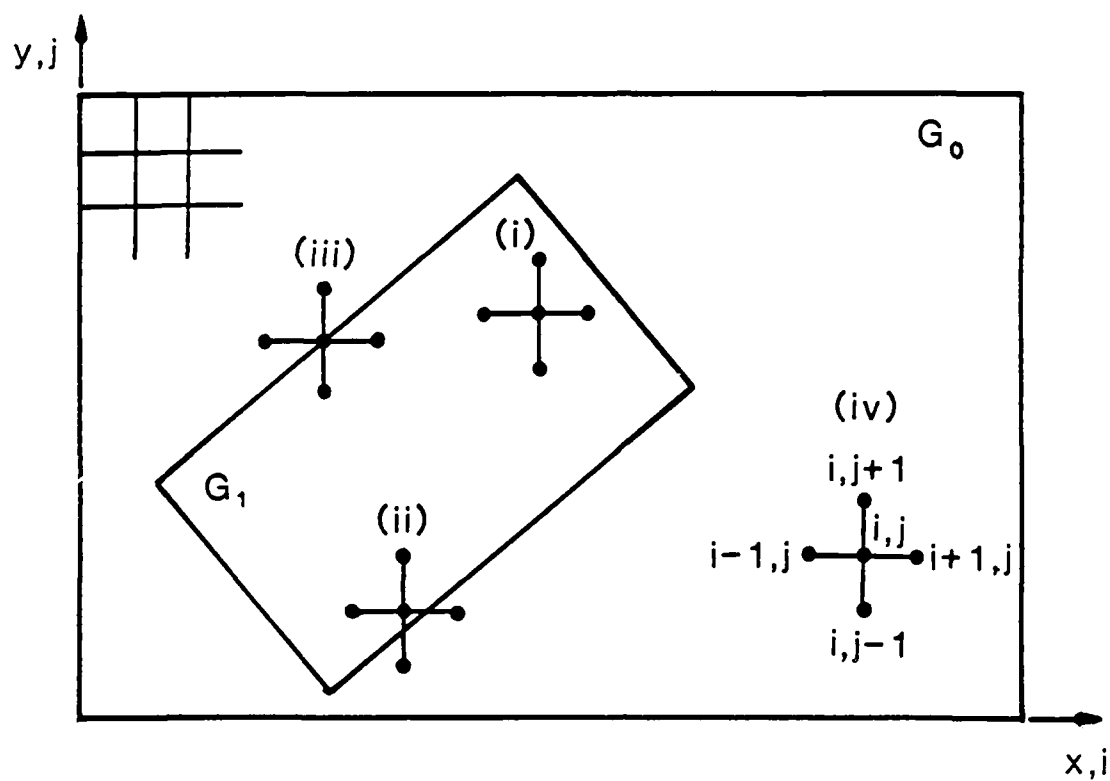 y,j
G₀
(i)
(iii)
(iv)
i,j+1
G₁
(ii)
i,j
i-1,j
i+1,j
i,j-1
x,i